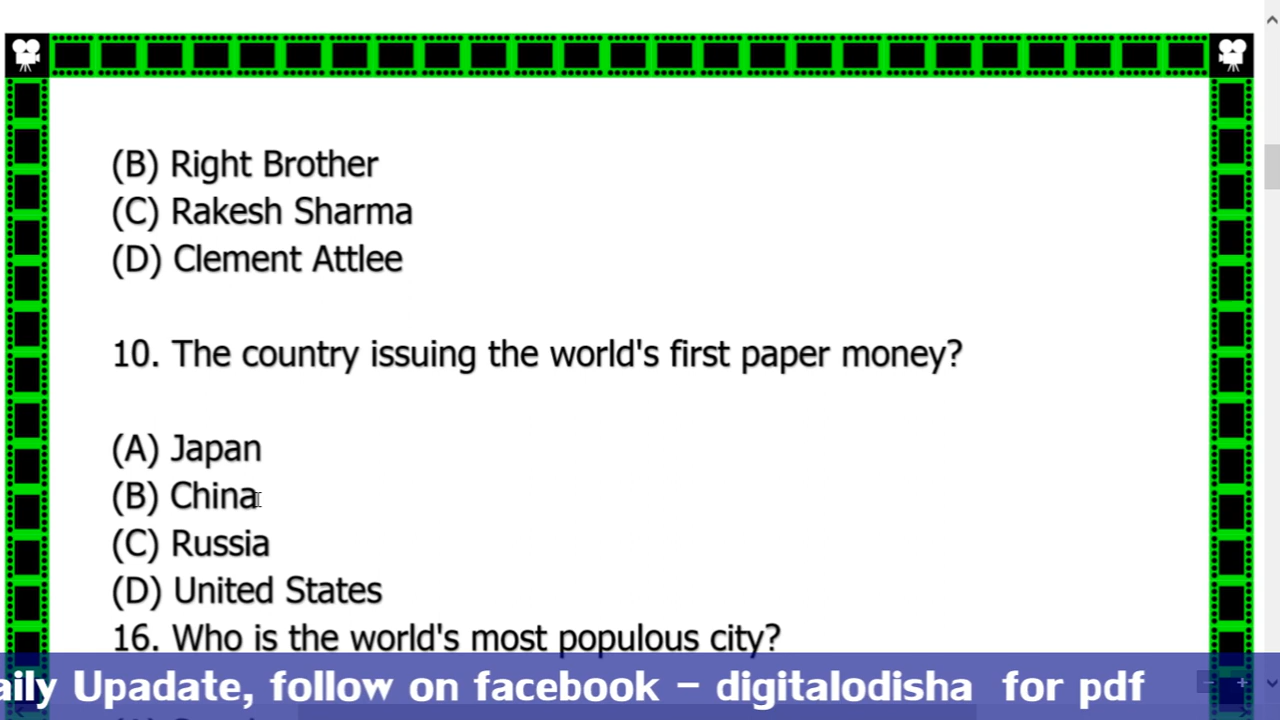 (B) Right Brother
(C) Rakesh Sharma
(D) Clement Attlee
10. The country issuing the world's first paper money?
(A) Japan
(B) China
(C) Russia
(D) United States
16. Who is the world's most populous city?
Upadate, follow on facebook – digitalodisha for pdf